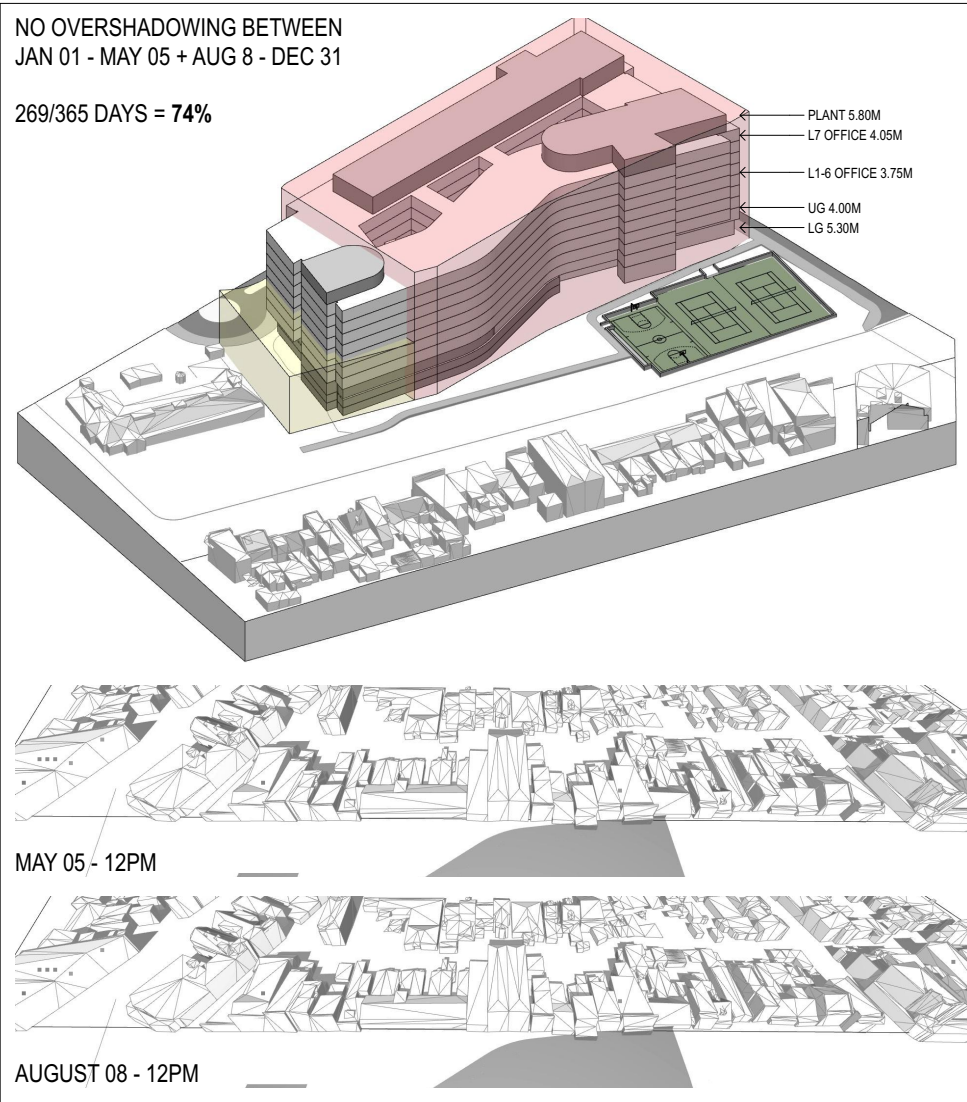 NO OVERSHADOWING BETWEEN
JAN 01 - MAY 05 + AUG 8 - DEC 31
269/365 DAYS = 74%
PLANT 5.80M
L7 OFFICE 4.05M
L1-6 OFFICE 3.75M
UG 4.00M
LG 5.30M
MAY 05 - 12PM
AUGUST 08 - 12PM